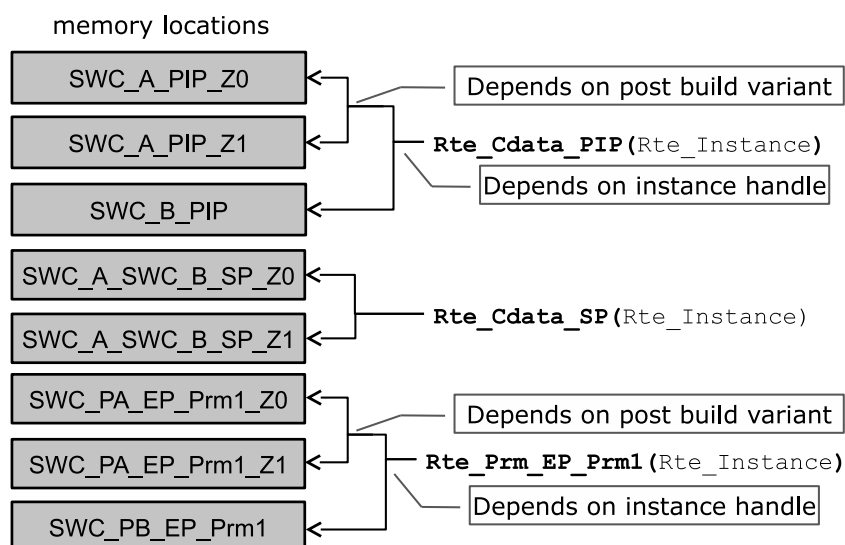 memory locations
SWC_A_PIP_Z0
Depends on post build variant
SWC_A_PIP_Z1
Rte_Cdata_PIP(Rte_Instance)
Depends on instance handle
SWC_B_PIP
SWC_A_SWC_B_SP_Z0
Rte_Cdata_SP(Rte_Instance)
SWC_A_SWC_B_SP_Z1
SWC_PA_EP_Prm1_Z0
Depends on post build variant
SWC_PA_EP_Prm1_Z1
Rte_Prm_EP_Prm1(Rte_Instance)
Depends on instance handle
SWC_PB_EP_Prm1